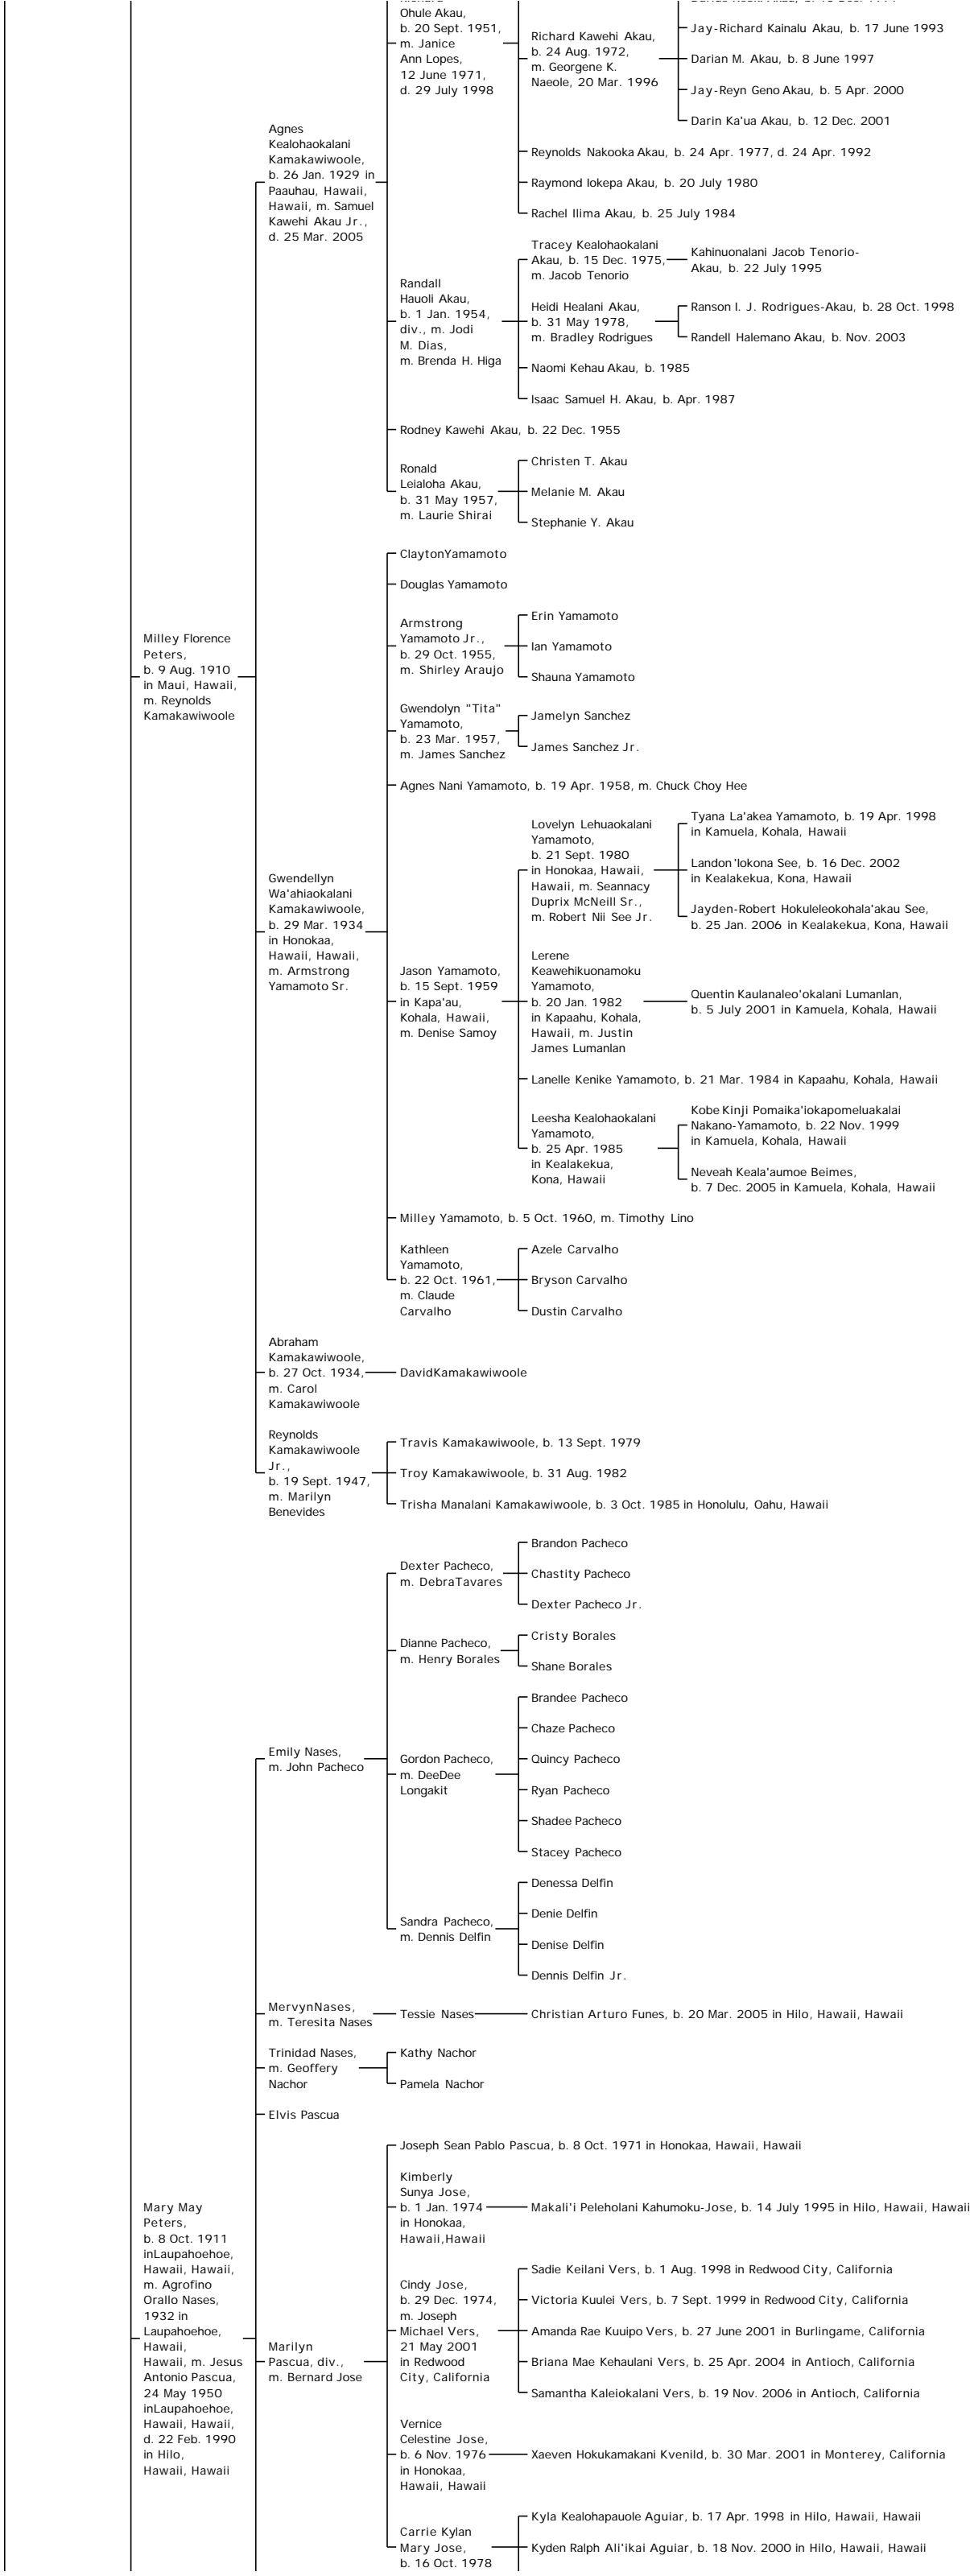 Ohule Akau,
b. 20 Sept. 1951,
m. Janice
Ann Lopes,
12 June 1971,
d. 29 July 1998
Richard Kawehi Akau,
b. 24 Aug. 1972,
m. Georgene K.
Naeole, 20 Mar. 1996
Jay-Richard Kainalu Akau, b. 17 June 1993
Darian M. Akau, b. 8 June 1997
Jay-Reyn Geno Akau, b. 5 Apr. 2000
Darin Ka'ua Akau, b. 12 Dec. 2001
Agnes
Kealohaokalani
Kamakawiwoole,
b. 26 Jan. 1929 in
Paauhau, Hawaii,
Hawaii, m. Samuel
Kawehi Akau Jr.,
d. 25 Mar. 2005
Reynolds Nakooka Akau, b. 24 Apr. 1977, d. 24 Apr. 1992
Raymond Iokepa Akau, b. 20 July 1980
Rachel Ilima Akau, b. 25 July 1984
Randall
Hauoli Akau,
b. 1 Jan. 1954,
div., m. Jodi
M. Dias,
m. Brenda H. Higa
Tracey Kealohaokalani
Akau, b. 15 Dec. 1975,
m. Jacob Tenorio
Kahinuonalani Jacob Tenorio-
Akau, b. 22 July 1995
Heidi Healani Akau,
b. 31 May 1978,
m. Bradley Rodrigues
Ranson I. J. Rodrigues-Akau, b. 28 Oct. 1998
Randell Halemano Akau, b. Nov. 2003
Naomi Kehau Akau, b. 1985
Isaac Samuel H. Akau, b. Apr. 1987
Rodney Kawehi Akau, b. 22 Dec. 1955
Ronald
Leialoha Akau,
b. 31 May 1957,
m. Laurie Shirai
Christen T. Akau
Melanie M. Akau
Stephanie Y. Akau
Milley Florence
Peters,
b. 9 Aug. 1910
in Maui, Hawaii,
m. Reynolds
Kamakawiwoole
ClaytonYamamoto
Douglas Yamamoto
Armstrong
Yamamoto Jr.,
b. 29 Oct. 1955,
m. Shirley Araujo
Erin Yamamoto
Ian Yamamoto
Shauna Yamamoto
Gwendolyn "Tita"
Yamamoto,
b. 23 Mar. 1957,
m. James Sanchez
Jamelyn Sanchez
James Sanchez Jr.
Agnes Nani Yamamoto, b. 19 Apr. 1958, m. Chuck Choy Hee
Gwendellyn
Wa'ahiaokalani
Kamakawiwoole,
b. 29 Mar. 1934
in Honokaa,
Hawaii, Hawaii,
m. Armstrong
Yamamoto Sr.
Jason Yamamoto,
b. 15 Sept. 1959
in Kapa'au,
Kohala, Hawaii,
m. Denise Samoy
Lovelyn Lehuaokalani
Yamamoto,
b. 21 Sept. 1980
in Honokaa, Hawaii,
Hawaii, m. Seannacy
Duprix McNeill Sr.,
m. Robert Nii See Jr.
Tyana La'akea Yamamoto, b. 19 Apr. 1998
in Kamuela, Kohala, Hawaii
Landon 'Iokona See, b. 16 Dec. 2002
in Kealakekua, Kona, Hawaii
Jayden-Robert Hokuleleokohala'akau See,
b. 25 Jan. 2006 in Kealakekua, Kona, Hawaii
Lerene
Keawehikuonamoku
Yamamoto,
b. 20 Jan. 1982
in Kapaahu, Kohala,
Hawaii, m. Justin
James Lumanlan
Quentin Kaulanaleo'okalani Lumanlan,
b. 5 July 2001 in Kamuela, Kohala, Hawaii
Lanelle Kenike Yamamoto, b. 21 Mar. 1984 in Kapaahu, Kohala, Hawaii
Leesha Kealohaokalani
Yamamoto,
b. 25 Apr. 1985
in Kealakekua,
Kona, Hawaii
Kobe Kinji Pomaika'iokapomeluakalai
Nakano-Yamamoto, b. 22 Nov. 1999
in Kamuela, Kohala, Hawaii
Neveah Keala'aumoe Beimes,
b. 7 Dec. 2005 in Kamuela, Kohala, Hawaii
Milley Yamamoto, b. 5 Oct. 1960, m. Timothy Lino
Kathleen
Yamamoto,
b. 22 Oct. 1961,
m. Claude
Carvalho
Azele Carvalho
Bryson Carvalho
Dustin Carvalho
Abraham
Kamakawiwoole,
b. 27 Oct. 1934,
m. Carol
Kamakawiwoole
DavidKamakawiwoole
Reynolds
Kamakawiwoole
Jr.,
b. 19 Sept. 1947,
m. Marilyn
Benevides
Travis Kamakawiwoole, b. 13 Sept. 1979
Troy Kamakawiwoole, b. 31 Aug. 1982
Trisha Manalani Kamakawiwoole, b. 3 Oct. 1985 in Honolulu, Oahu, Hawaii
Emily Nases,
m. John Pacheco
Dexter Pacheco,
m. DebraTavares
Brandon Pacheco
Chastity Pacheco
Dexter Pacheco Jr.
Dianne Pacheco,
m. Henry Borales
Cristy Borales
Shane Borales
Gordon Pacheco,
m. DeeDee
Longakit
Brandee Pacheco
Chaze Pacheco
Quincy Pacheco
Ryan Pacheco
Shadee Pacheco
Stacey Pacheco
Sandra Pacheco,
m. Dennis Delfin
Denessa Delfin
Denie Delfin
Denise Delfin
Dennis Delfin Jr.
MervynNases,
m. Teresita Nases
Tessie Nases
Christian Arturo Funes, b. 20 Mar. 2005 in Hilo, Hawaii, Hawaii
Trinidad Nases,
m. Geoffery
Nachor
Kathy Nachor
Pamela Nachor
Elvis Pascua
Mary May
Peters,
b. 8 Oct. 1911
inLaupahoehoe,
Hawaii, Hawaii,
m. Agrofino
Orallo Nases,
1932 in
Laupahoehoe,
Hawaii,
Hawaii, m. Jesus
Antonio Pascua,
24 May 1950
inLaupahoehoe,
Hawaii, Hawaii,
d. 22 Feb. 1990
in Hilo,
Hawaii, Hawaii
Marilyn
Pascua, div.,
m. Bernard Jose
Joseph Sean Pablo Pascua, b. 8 Oct. 1971 in Honokaa, Hawaii, Hawaii
Kimberly
Sunya Jose,
b. 1 Jan. 1974
in Honokaa,
Hawaii,Hawaii
Makali'i Peleholani Kahumoku-Jose, b. 14 July 1995 in Hilo, Hawaii, Hawaii
Cindy Jose,
b. 29 Dec. 1974,
m. Joseph
Michael Vers,
21 May 2001
in Redwood
City, California
Sadie Keilani Vers, b. 1 Aug. 1998 in Redwood City, California
Victoria Kuulei Vers, b. 7 Sept. 1999 in Redwood City, California
Amanda Rae Kuuipo Vers, b. 27 June 2001 in Burlingame, California
Briana Mae Kehaulani Vers, b. 25 Apr. 2004 in Antioch, California
Samantha Kaleiokalani Vers, b. 19 Nov. 2006 in Antioch, California
Vernice
Celestine Jose,
b. 6 Nov. 1976
in Honokaa,
Hawaii, Hawaii
Xaeven Hokukamakani Kvenild, b. 30 Mar. 2001 in Monterey, California
Carrie Kylan
Mary Jose,
b. 16 Oct. 1978
Kyla Kealohapauole Aguiar, b. 17 Apr. 1998 in Hilo, Hawaii, Hawaii
Kyden Ralph Ali'ikai Aguiar, b. 18 Nov. 2000 in Hilo, Hawaii, Hawaii